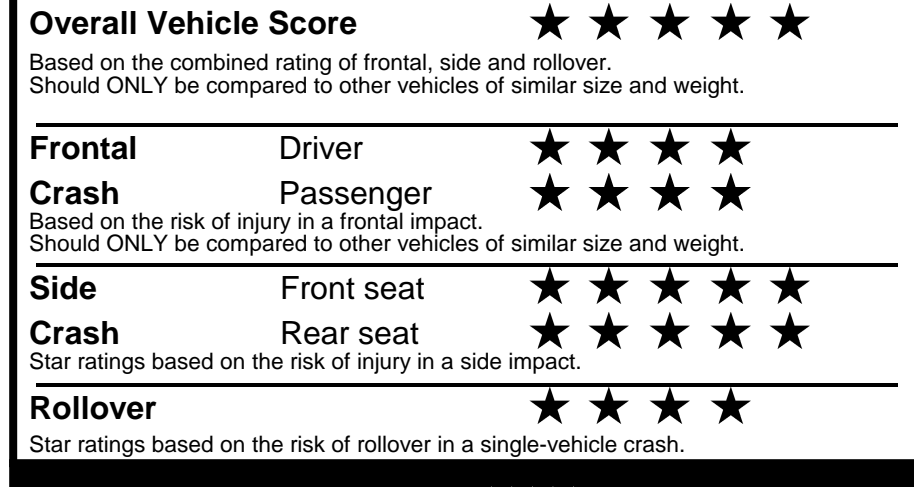 Overall Vehicle Score ★ ★ ★ ★ ★
Based on the combined rating of frontal, side and rollover.
Should ONLY be compared to other vehicles of similar size and weight.
Frontal Driver ★ ★ ★ ★
Crash Passenger ★ ★ ★ ★
Based on the risk of injury in a frontal impact.
Should ONLY be compared to other vehicles of similar size and weight.
Side Front seat ★ ★ ★ ★ ★
Crash Rear seat ★ ★ ★ ★ ★
Star ratings based on the risk of injury in a side impact.
Rollover ★ ★ ★ ★
Star ratings based on the risk of rollover in a single-vehicle crash.